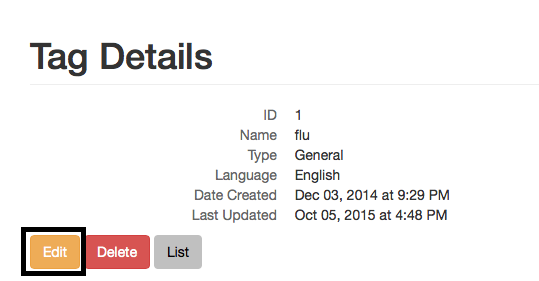 Tag Details
ID 1
Name flu
Type General
Language English
Date Created Dec 03, 2014 at 9:29 PM
Last Updated Oct 05, 2015 at 4:48 PM
Edit Delete List